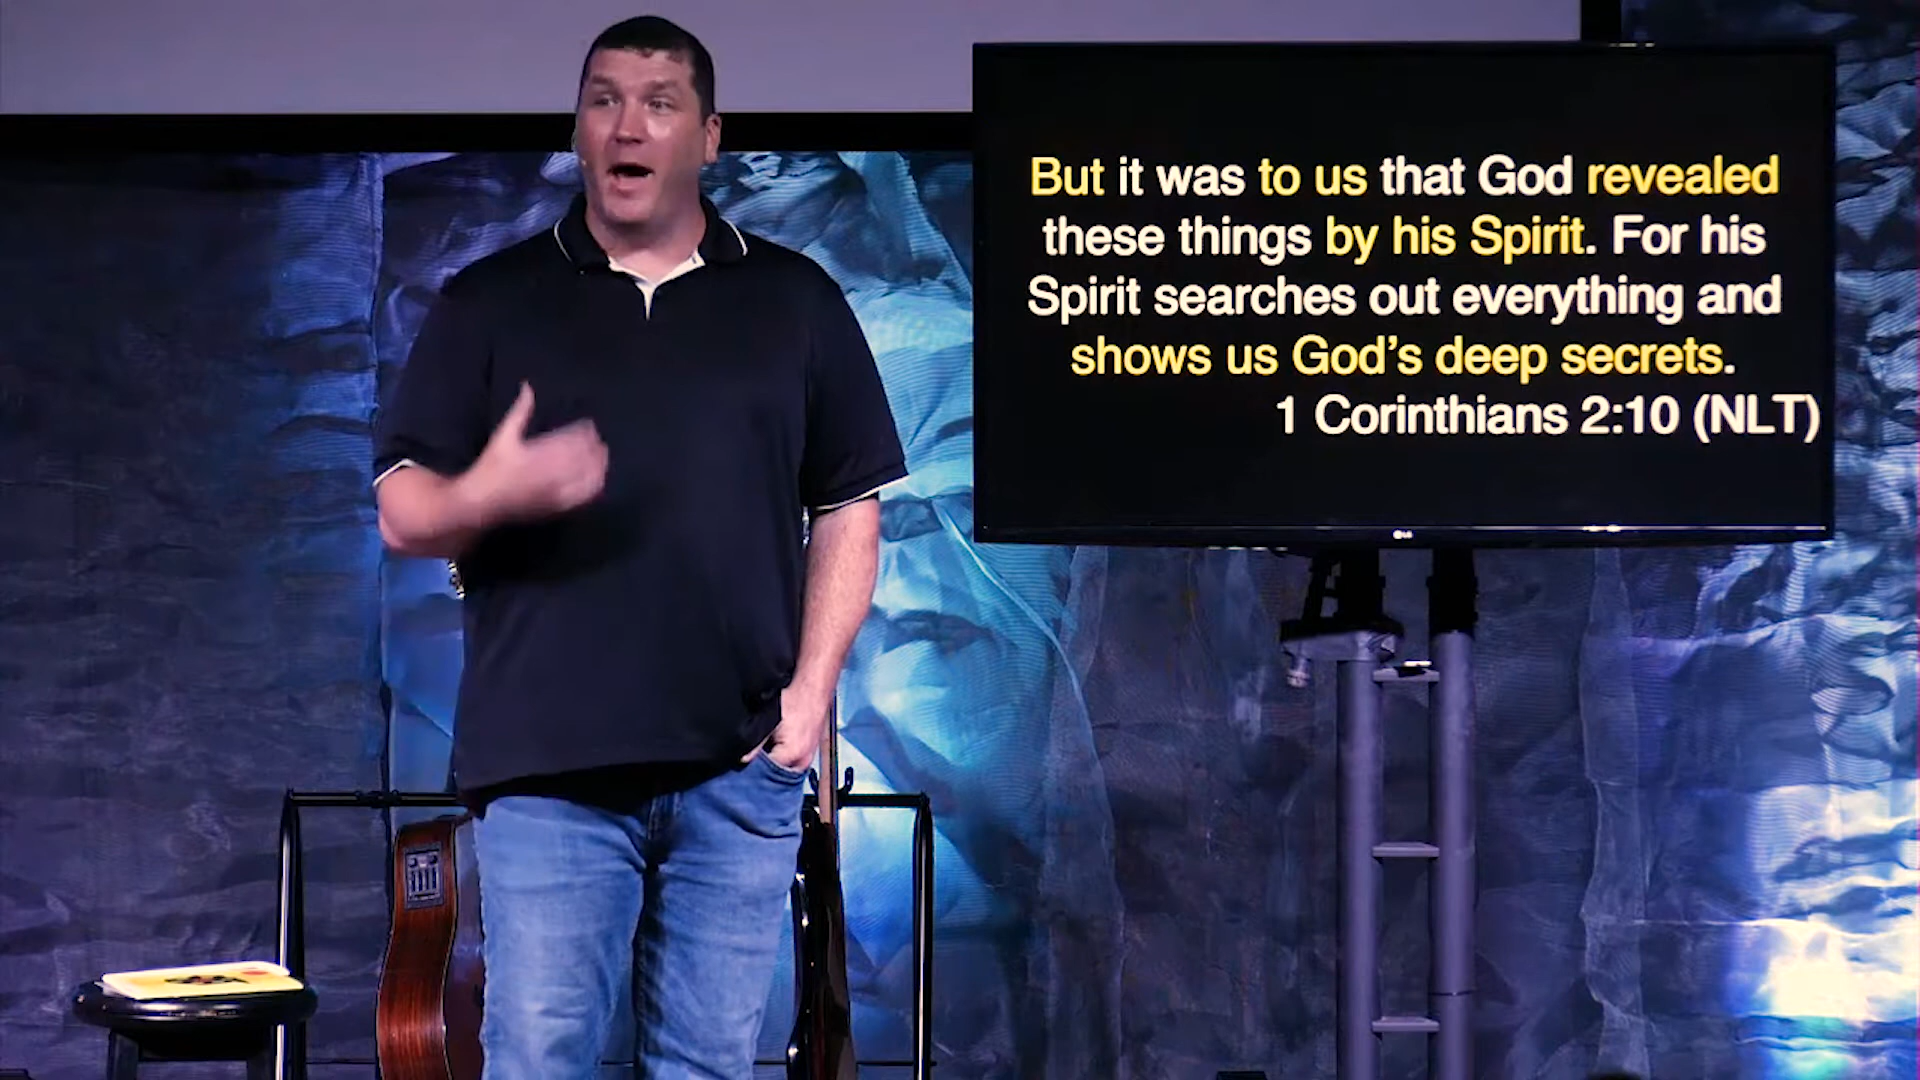 But it was to us that God revealed
these things by his Spirit. For his
Spirit searches out everything and
shows us God’s deep secrets.
1 Corinthians 2:10 (NLT)
LG